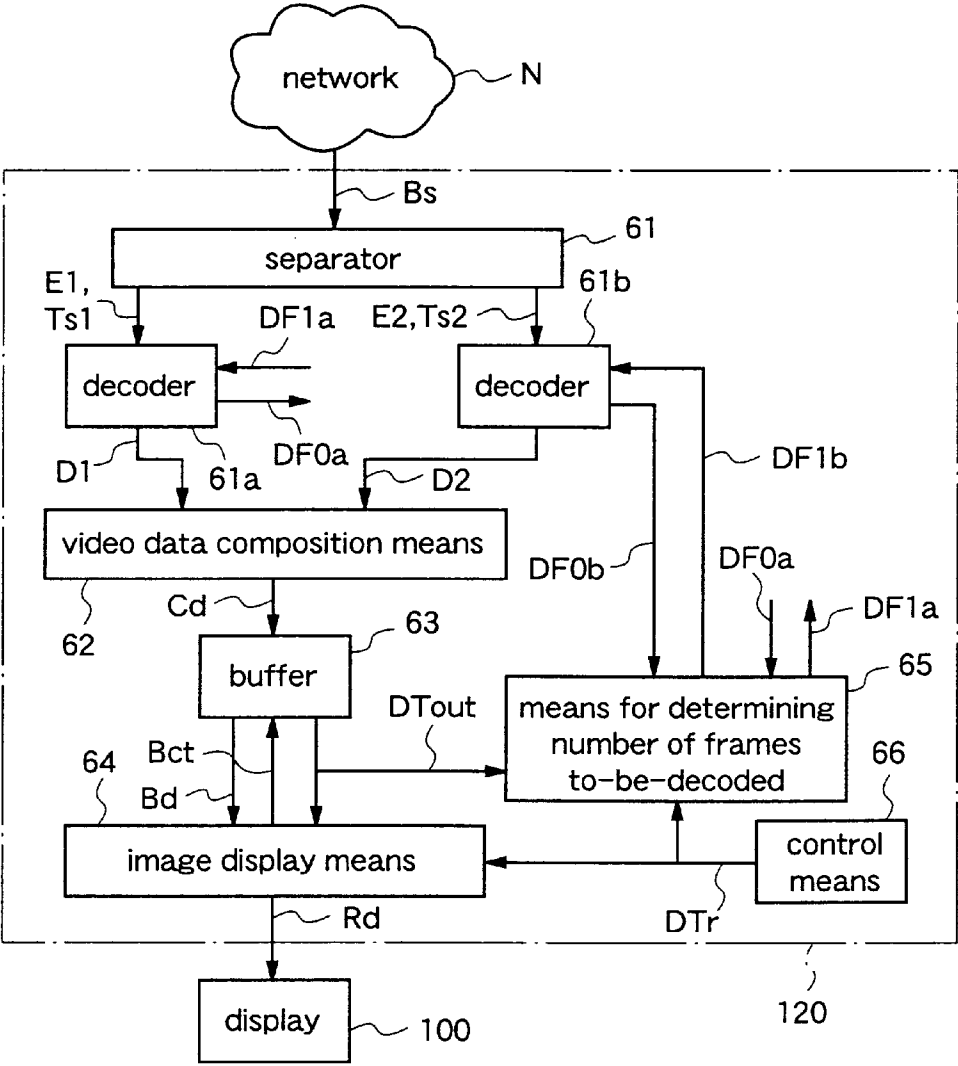 network
N
Bs
61
separator
E1,
Ts1
DF1a
E2,Ts2
61b
decoder
decoder
DF0a
D1
61a
D2
DF1b
video data composition means
DF0b
DF0a
DF1a
62
Cd
63
buffer
65
means for determining
number of frames
to-be-decoded
DTout
Bct
64
Bd
66
image display means
control
means
DTr
Rd
display
100
120